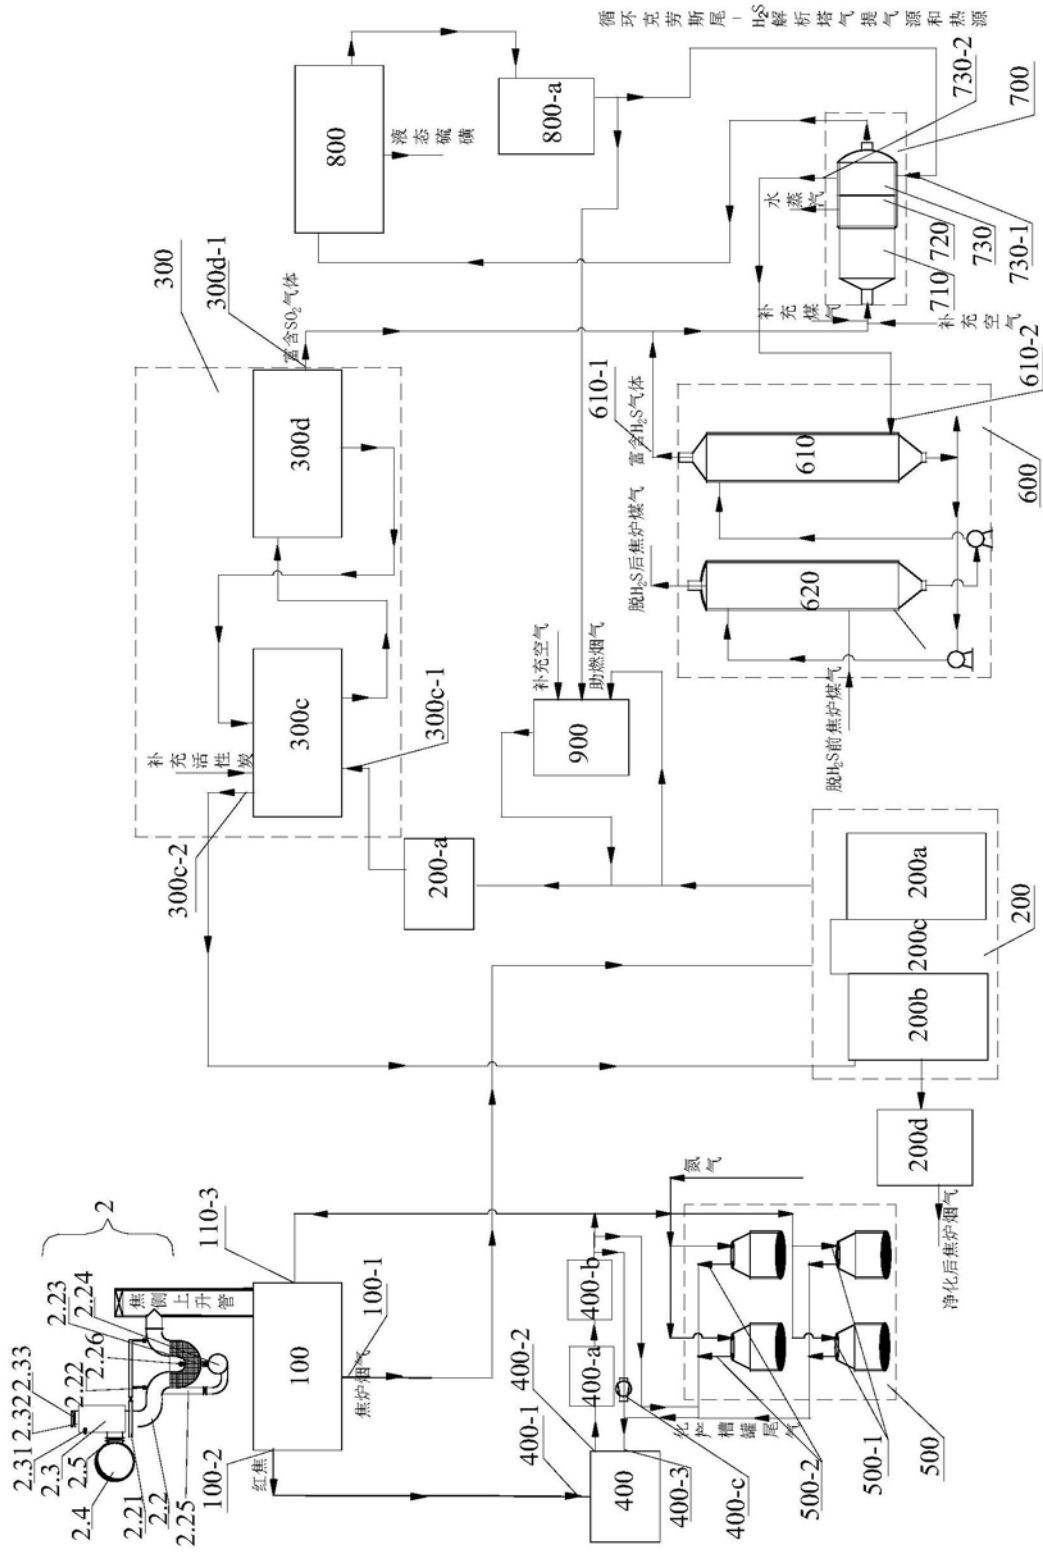 循环克劳斯尾-H₂S解析塔气提气源和热源
800
液态硫磺
800-a
730-2
700
水蒸汽
720
730
730-1
710
补充煤气
补充空气
300
300d-1
富含SO₂气体
300d
300c
300c-1
补充活性炭
300c-2
610-1
富含H₂S气体
610
610-2
600
脱H₂S后焦炉煤气
620
脱H₂S前焦炉煤气
补充空气
助燃烟气
900
200-a
200a
200c
200b
200
200d
净化后焦炉烟气
2
2.33
2.32
2.31
2.3
2.5
2.4
2.23
2.24
2.22
2.26
2.21
2.2
2.25
焦侧上升管
110-3
100
100-1
焦炉烟气
100-2
红焦
400-b
400-a
400-2
400-1
400
400-3
400-c
化产槽罐尾气
氮气
500-2
500-1
500